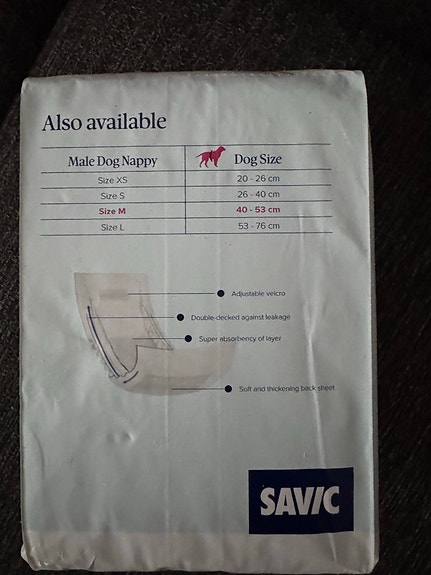 Also available
Male Dog Nappy Dog Size
Size XS 20 - 26 cm
Size S 26 - 40 cm
Size M 40 - 53 cm
Size L 53 - 76 cm
Adjustable velcro
Double-decked against leakage
Super absorbency of layer
Soft and thickening back sheet
SAVIC